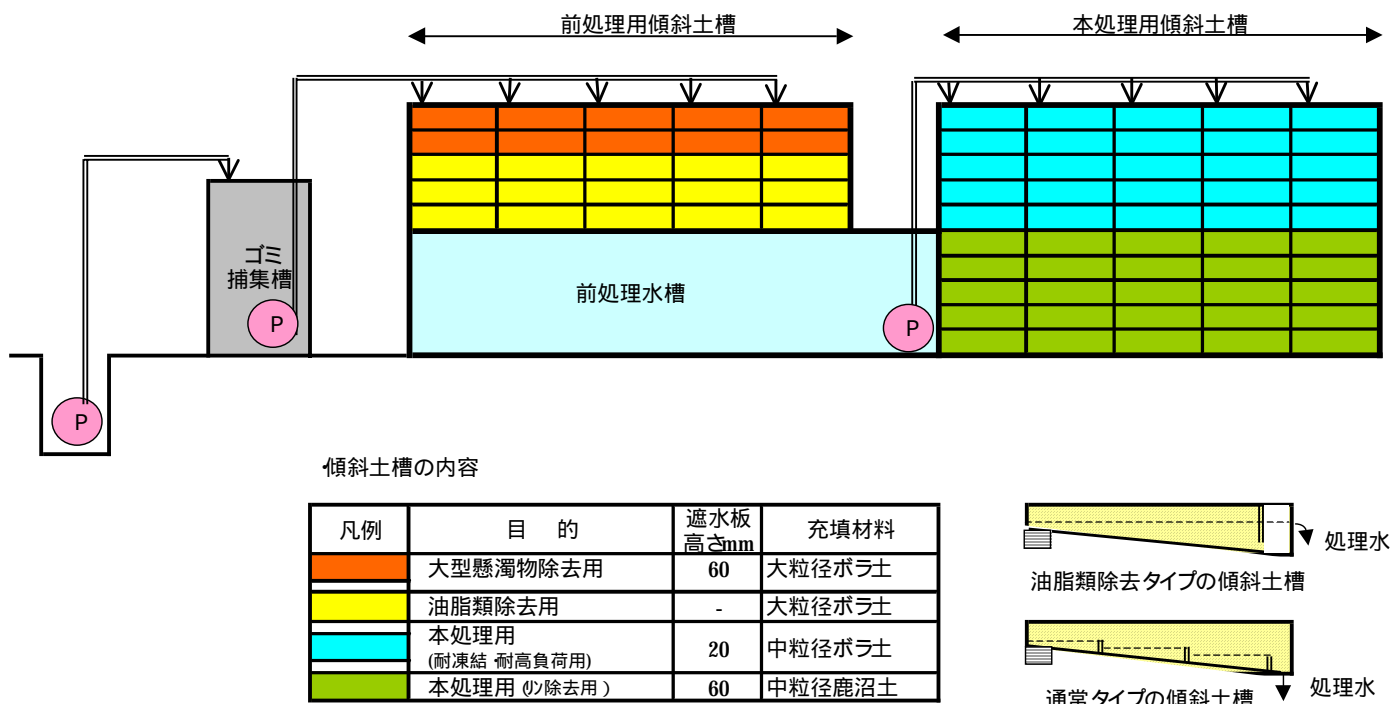 前処理用傾斜土槽
本処理用傾斜土槽
ゴミ
捕集槽
前処理水槽
P
P
P
・傾斜土槽の内容
凡例 目 的 遮水板 高さmm 充填材料
大型懸濁物除去用 60 大粒径ボラ土
油脂類除去用 - 大粒径ボラ土
本処理用
(耐凍結・耐高負荷用) 20 中粒径ボラ土
本処理用(リン除去用) 60 中粒径鹿沼土
処理水
油脂類除去タイプの傾斜土槽
処理水
通常タイプの傾斜土槽